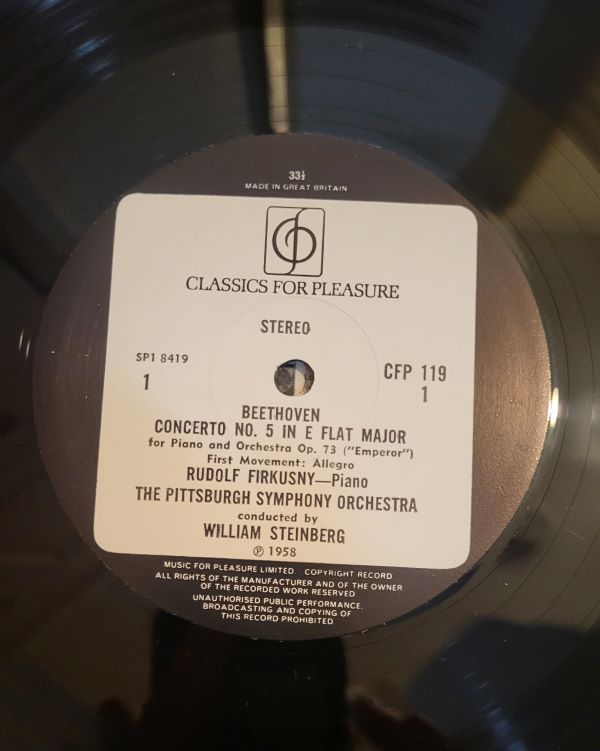 33⅓
MADE IN GREAT BRITAIN
CLASSICS FOR PLEASURE
STEREO
SP1 8419
1
CFP 119
1
BEETHOVEN
CONCERTO NO. 5 IN E FLAT MAJOR
for Piano and Orchestra Op. 73 ("Emperor")
First Movement: Allegro
RUDOLF FIRKUSNY—Piano
THE PITTSBURGH SYMPHONY ORCHESTRA
conducted by
WILLIAM STEINBERG
℗ 1958
MUSIC FOR PLEASURE LIMITED. COPYRIGHT RECORD
ALL RIGHTS OF THE MANUFACTURER AND OF THE OWNER
OF THE RECORDED WORK RESERVED
UNAUTHORISED PUBLIC PERFORMANCE,
BROADCASTING AND COPYING OF
THIS RECORD PROHIBITED